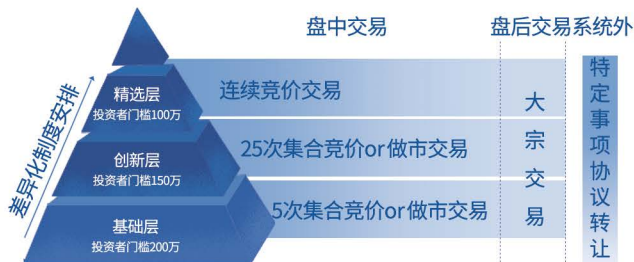 盘中交易
盘后交易系统外
精选层
投资者门槛100万
连续竞价交易
创新层
投资者门槛150万
25次集合竞价or做市交易
基础层
投资者门槛200万
5次集合竞价or做市交易
差异化制度安排
大宗交易
特定事项协议转让